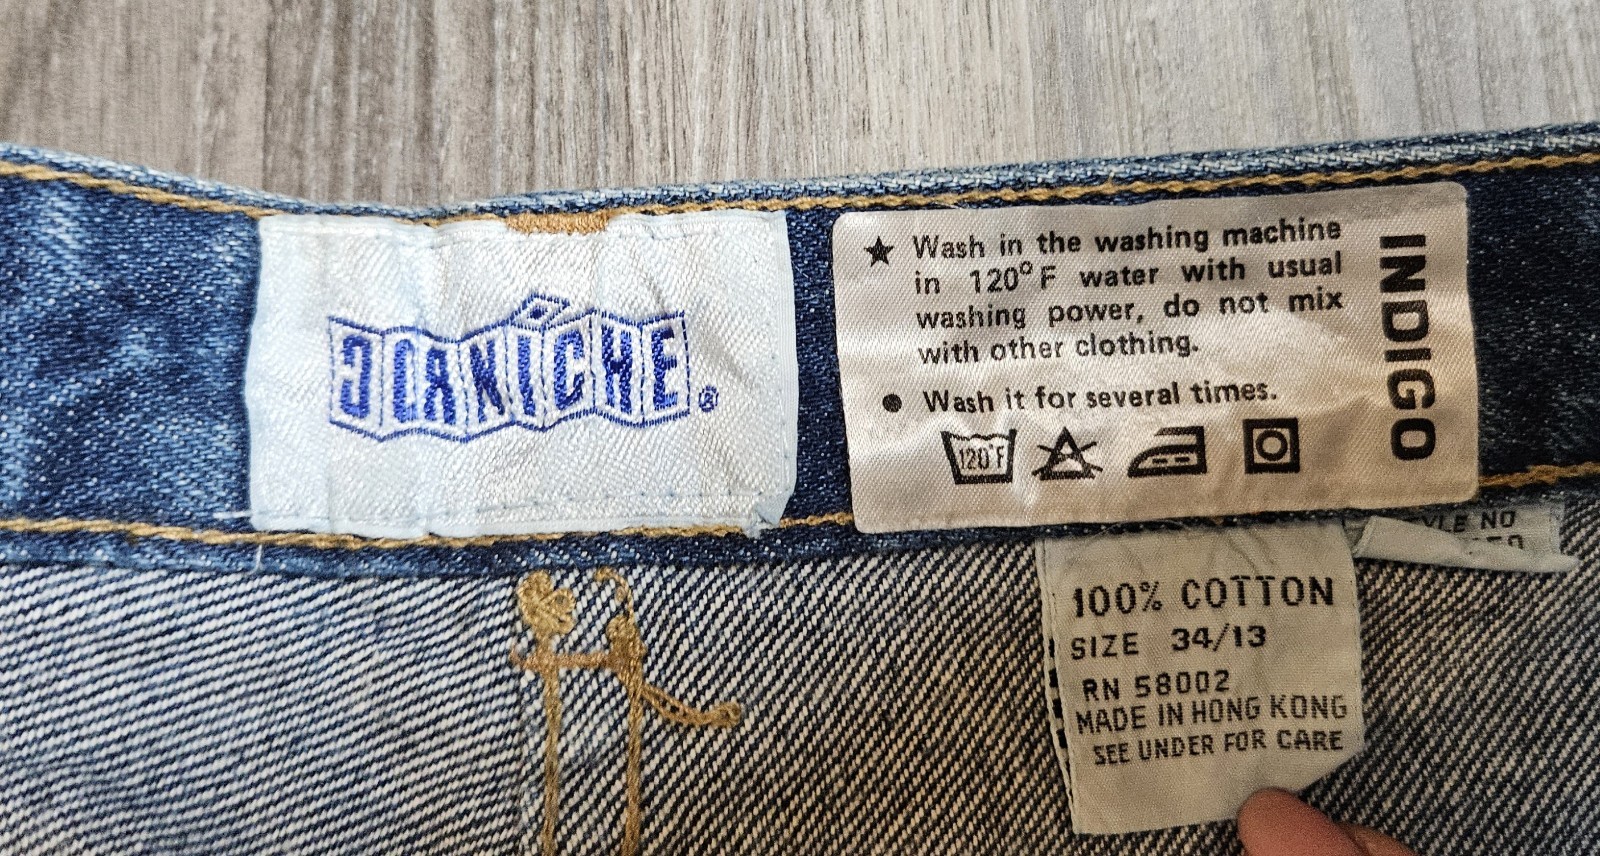 CORNICHE®
★ Wash in the washing machine
in 120°F water with usual
washing power, do not mix
with other clothing.
● Wash it for several times.
120°F
INDIGO
100% COTTON
SIZE 34/13
RN 58002
MADE IN HONG KONG
SEE UNDER FOR CARE
NO